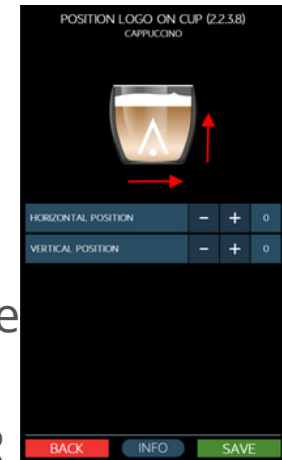 POSITION LOGO ON CUP (2.2.3.8)
CAPPUCCINO
HORIZONTAL POSITION - + 0
VERTICAL POSITION - + 0
e
R
BACK INFO SAVE